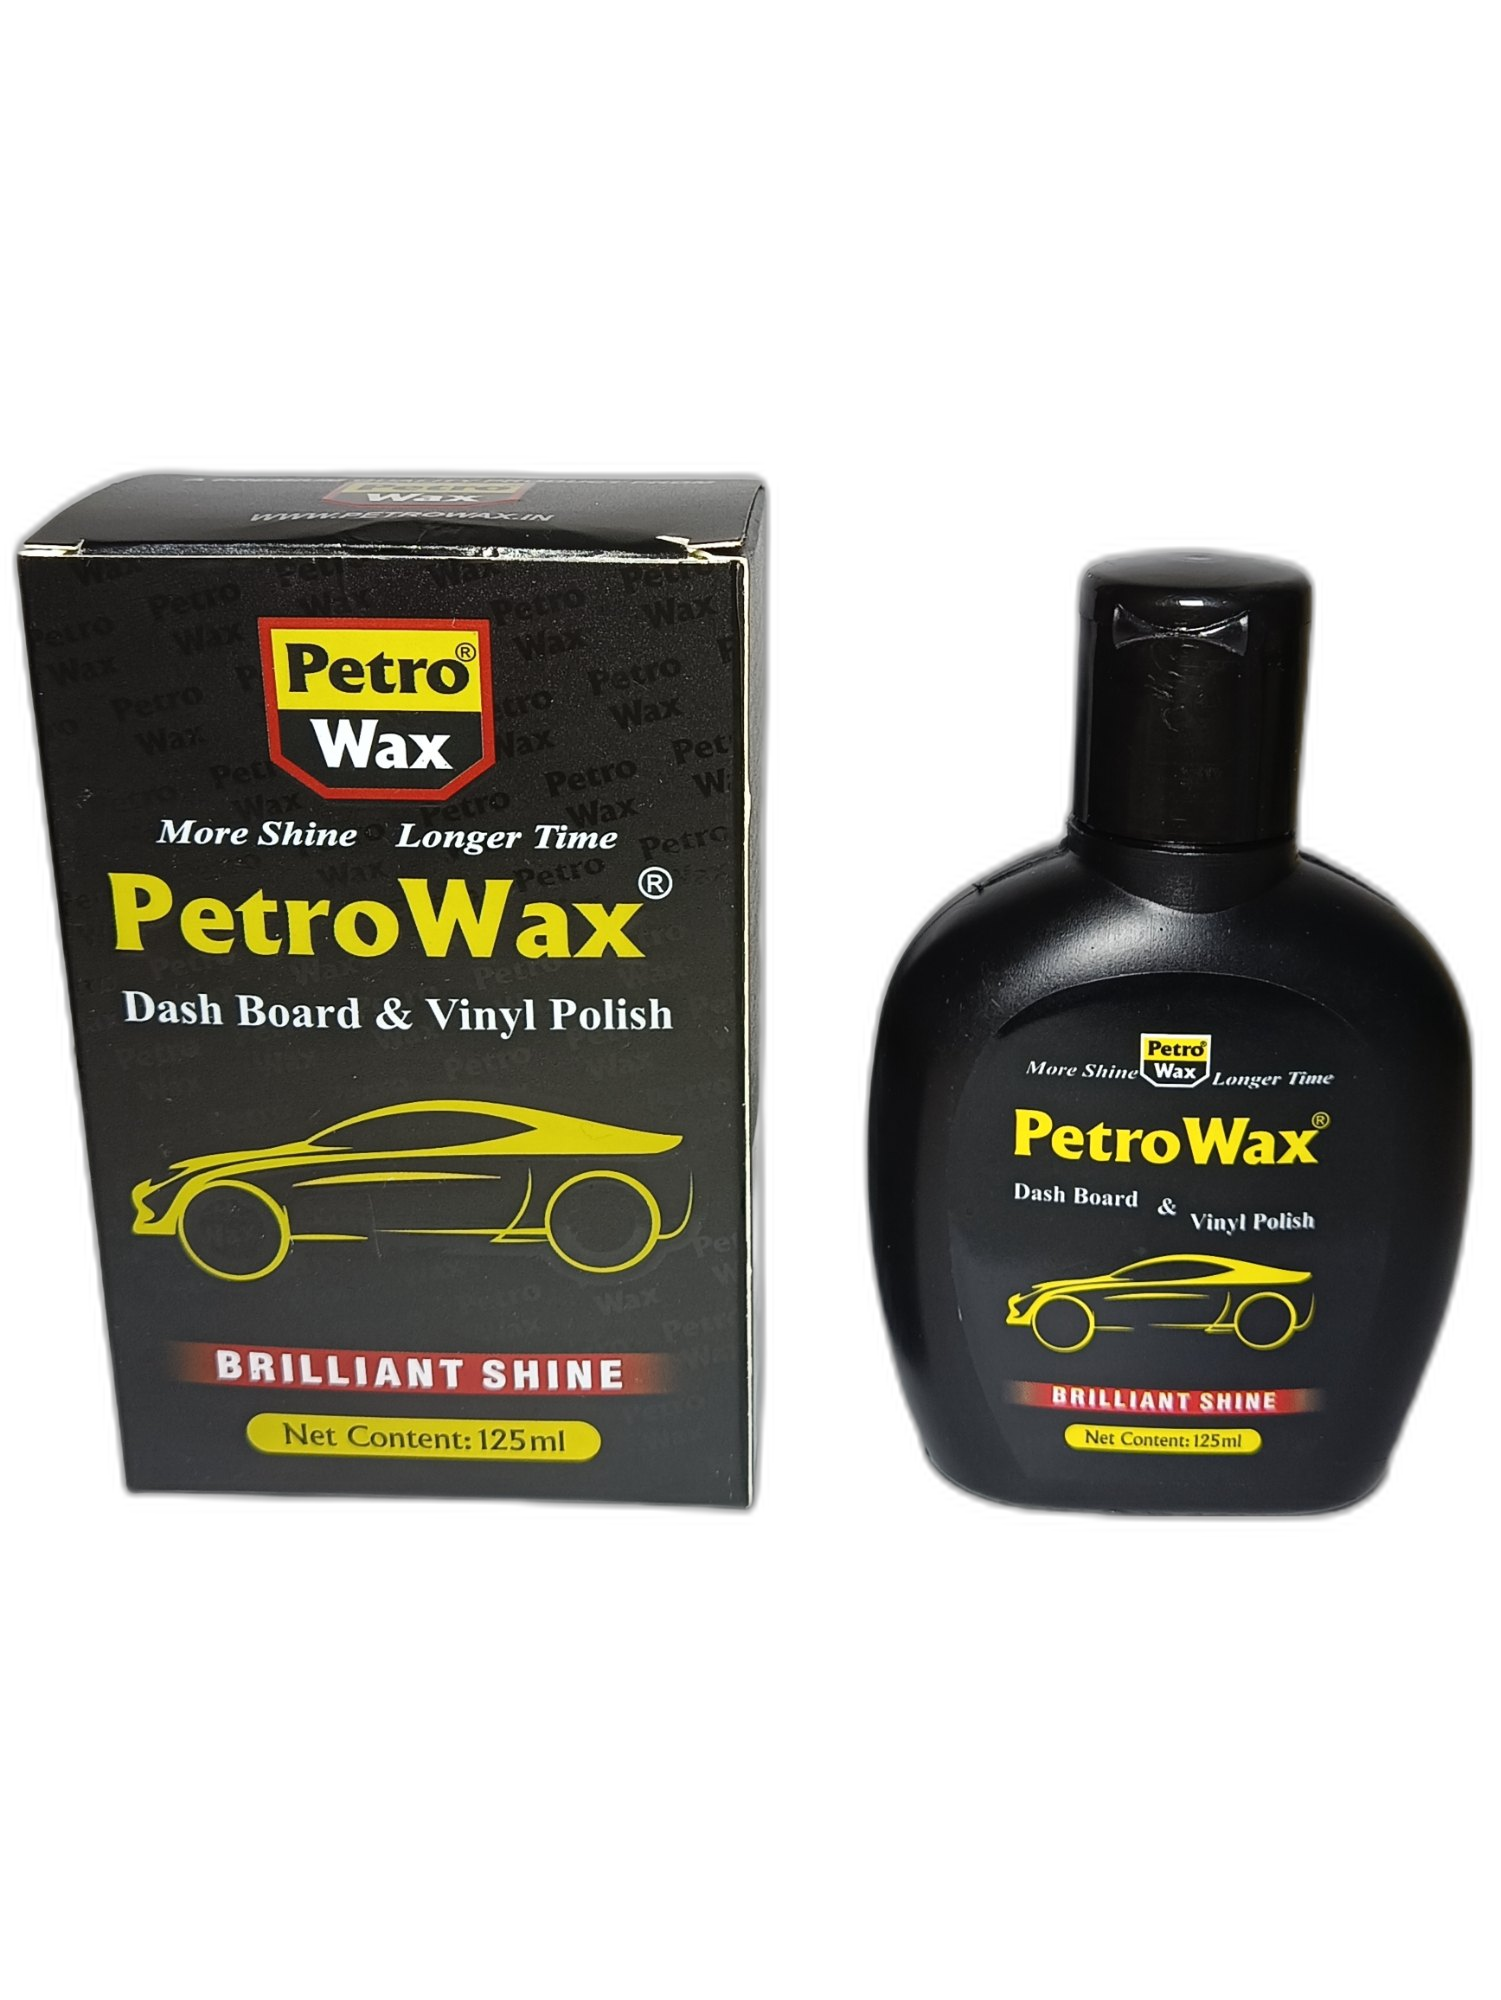 Wax
WWW.PETROWAX.IN
Petro®
Wax
More Shine Longer Time
PetroWax®
Dash Board & Vinyl Polish
BRILLIANT SHINE
Net Content: 125ml
Petro®
Wax
More Shine Longer Time
PetroWax®
Dash Board & Vinyl Polish
BRILLIANT SHINE
Net Content: 125ml